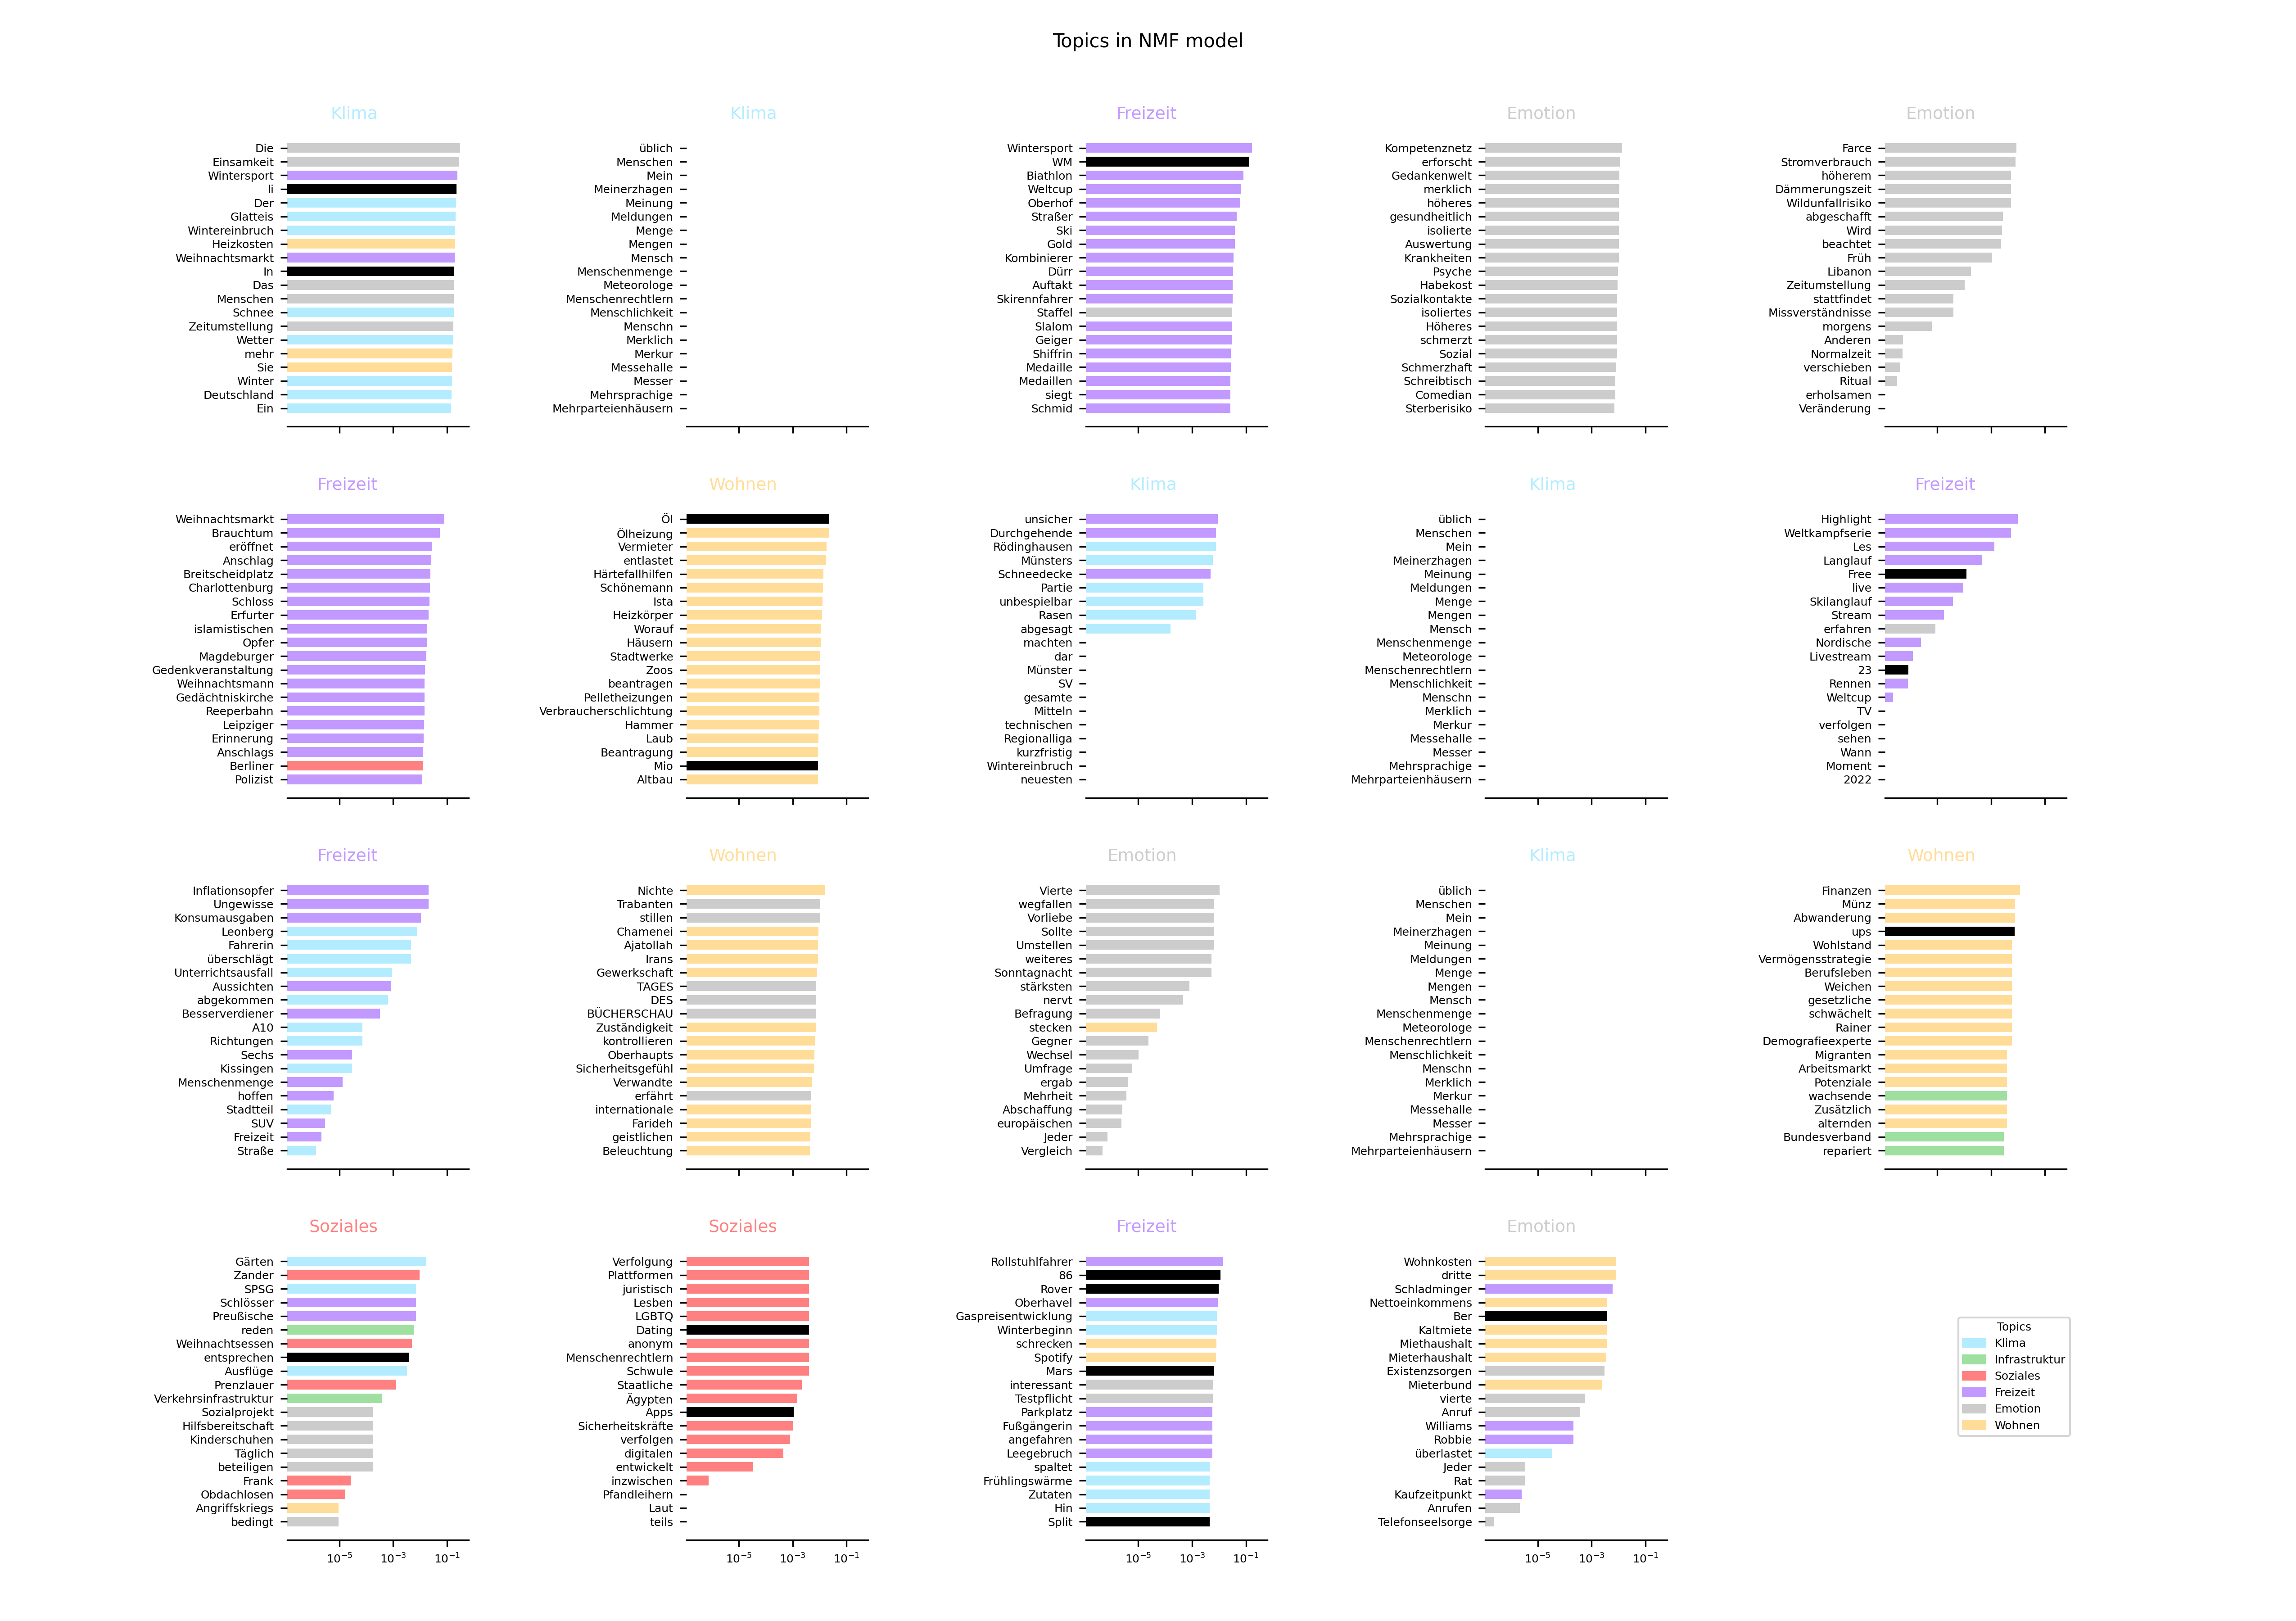 Topics in NMF model
Klima
Die
Einsamkeit
Wintersport
li
Der
Glatteis
Wintereinbruch
Heizkosten
Weihnachtsmarkt
In
Das
Menschen
Schnee
Zeitumstellung
Wetter
mehr
Sie
Winter
Deutschland
Ein
Klima
üblich
Menschen
Mein
Meinerzhagen
Meinung
Meldungen
Menge
Mengen
Mensch
Menschenmenge
Meteorologe
Menschenrechtlern
Menschlichkeit
Menschn
Merklich
Merkur
Messehalle
Messer
Mehrsprachige
Mehrparteienhäusern
Freizeit
Wintersport
WM
Biathlon
Weltcup
Oberhof
Straßer
Ski
Gold
Kombinierer
Dürr
Auftakt
Skirennfahrer
Staffel
Slalom
Geiger
Shiffrin
Medaille
Medaillen
siegt
Schmid
Emotion
Kompetenznetz
erforscht
Gedankenwelt
merklich
höheres
gesundheitlich
isolierte
Auswertung
Krankheiten
Psyche
Habekost
Sozialkontakte
isoliertes
Höheres
schmerzt
Sozial
Schmerzhaft
Schreibtisch
Comedian
Sterberisiko
Emotion
Farce
Stromverbrauch
höherem
Dämmerungszeit
Wildunfallrisiko
abgeschafft
Wird
beachtet
Früh
Libanon
Zeitumstellung
stattfindet
Missverständnisse
morgens
Anderen
Normalzeit
verschieben
Ritual
erholsamen
Veränderung
Freizeit
Weihnachtsmarkt
Brauchtum
eröffnet
Anschlag
Breitscheidplatz
Charlottenburg
Schloss
Erfurter
islamistischen
Opfer
Magdeburger
Gedenkveranstaltung
Weihnachtsmann
Gedächtniskirche
Reeperbahn
Leipziger
Erinnerung
Anschlags
Berliner
Polizist
Wohnen
Öl
Ölheizung
Vermieter
entlastet
Härtefallhilfen
Schönemann
Ista
Heizkörper
Worauf
Häusern
Stadtwerke
Zoos
beantragen
Pelletheizungen
Verbraucherschlichtung
Hammer
Laub
Beantragung
Mio
Altbau
Klima
unsicher
Durchgehende
Rödinghausen
Münsters
Schneedecke
Partie
unbespielbar
Rasen
abgesagt
machten
dar
Münster
SV
gesamte
Mitteln
technischen
Regionalliga
kurzfristig
Wintereinbruch
neuesten
Klima
üblich
Menschen
Mein
Meinerzhagen
Meinung
Meldungen
Menge
Mengen
Mensch
Menschenmenge
Meteorologe
Menschenrechtlern
Menschlichkeit
Menschn
Merklich
Merkur
Messehalle
Messer
Mehrsprachige
Mehrparteienhäusern
Freizeit
Highlight
Weltkampfserie
Les
Langlauf
Free
live
Skilanglauf
Stream
erfahren
Nordische
Livestream
23
Rennen
Weltcup
TV
verfolgen
sehen
Wann
Moment
2022
Freizeit
Inflationsopfer
Ungewisse
Konsumausgaben
Leonberg
Fahrerin
überschlägt
Unterrichtsausfall
Aussichten
abgekommen
Besserverdiener
A10
Richtungen
Sechs
Kissingen
Menschenmenge
hoffen
Stadtteil
SUV
Freizeit
Straße
Wohnen
Nichte
Trabanten
stillen
Chamenei
Ajatollah
Irans
Gewerkschaft
TAGES
DES
BÜCHERSCHAU
Zuständigkeit
kontrollieren
Oberhaupts
Sicherheitsgefühl
Verwandte
erfährt
internationale
Farideh
geistlichen
Beleuchtung
Emotion
Vierte
wegfallen
Vorliebe
Sollte
Umstellen
weiteres
Sonntagnacht
stärksten
nervt
Befragung
stecken
Gegner
Wechsel
Umfrage
ergab
Mehrheit
Abschaffung
europäischen
Jeder
Vergleich
Klima
üblich
Menschen
Mein
Meinerzhagen
Meinung
Meldungen
Menge
Mengen
Mensch
Menschenmenge
Meteorologe
Menschenrechtlern
Menschlichkeit
Menschn
Merklich
Merkur
Messehalle
Messer
Mehrsprachige
Mehrparteienhäusern
Wohnen
Finanzen
Münz
Abwanderung
ups
Wohlstand
Vermögensstrategie
Berufsleben
Weichen
gesetzliche
schwächelt
Rainer
Demografieexperte
Migranten
Arbeitsmarkt
Potenziale
wachsende
Zusätzlich
alternden
Bundesverband
repariert
Soziales
Gärten
Zander
SPSG
Schlösser
Preußische
reden
Weihnachtsessen
entsprechen
Ausflüge
Prenzlauer
Verkehrsinfrastruktur
Sozialprojekt
Hilfsbereitschaft
Kinderschuhen
Täglich
beteiligen
Frank
Obdachlosen
Angriffskriegs
bedingt
10⁻⁵ 10⁻³ 10⁻¹
Soziales
Verfolgung
Plattformen
juristisch
Lesben
LGBTQ
Dating
anonym
Menschenrechtlern
Schwule
Staatliche
Ägypten
Apps
Sicherheitskräfte
verfolgen
digitalen
entwickelt
inzwischen
Pfandleihern
Laut
teils
10⁻⁵ 10⁻³ 10⁻¹
Freizeit
Rollstuhlfahrer
86
Rover
Oberhavel
Gaspreisentwicklung
Winterbeginn
schrecken
Spotify
Mars
interessant
Testpflicht
Parkplatz
Fußgängerin
angefahren
Leegebruch
spaltet
Frühlingswärme
Zutaten
Hin
Split
10⁻⁵ 10⁻³ 10⁻¹
Emotion
Wohnkosten
dritte
Schladminger
Nettoeinkommens
Ber
Kaltmiete
Miethaushalt
Mieterhaushalt
Existenzsorgen
Mieterbund
vierte
Anruf
Williams
Robbie
überlastet
Jeder
Rat
Kaufzeitpunkt
Anrufen
Telefonseelsorge
10⁻⁵ 10⁻³ 10⁻¹
Topics
Klima
Infrastruktur
Soziales
Freizeit
Emotion
Wohnen